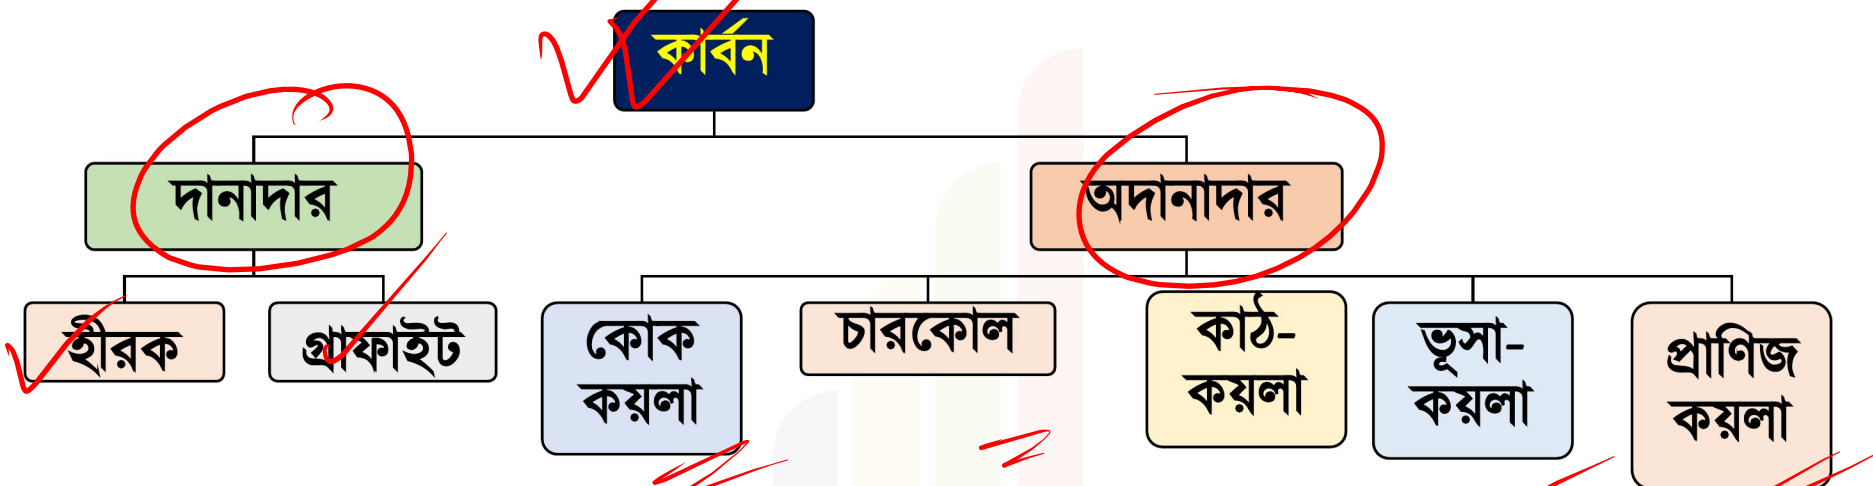 কার্বন
দানাদার
অদানাদার
হীরক
গ্রাফাইট
কোক
কয়লা
চারকোল
কাঠ-
কয়লা
ভূসা-
কয়লা
প্রাণিজ
কয়লা